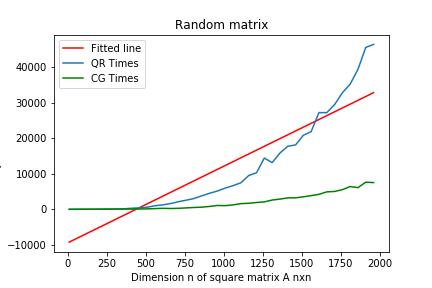 Random matrix
Fitted line
QR Times
CG Times
40000
30000
20000
10000
0
−10000
0 250 500 750 1000 1250 1500 1750 2000
Dimension n of square matrix A nxn